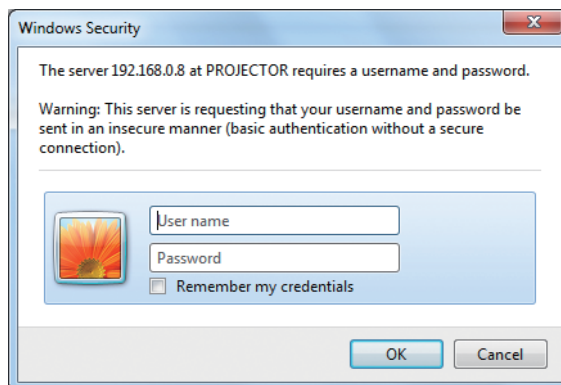 Windows Security
The server 192.168.0.8 at PROJECTOR requires a username and password.
Warning: This server is requesting that your username and password be
sent in an insecure manner (basic authentication without a secure
connection).
User name
Password
Remember my credentials
OK Cancel